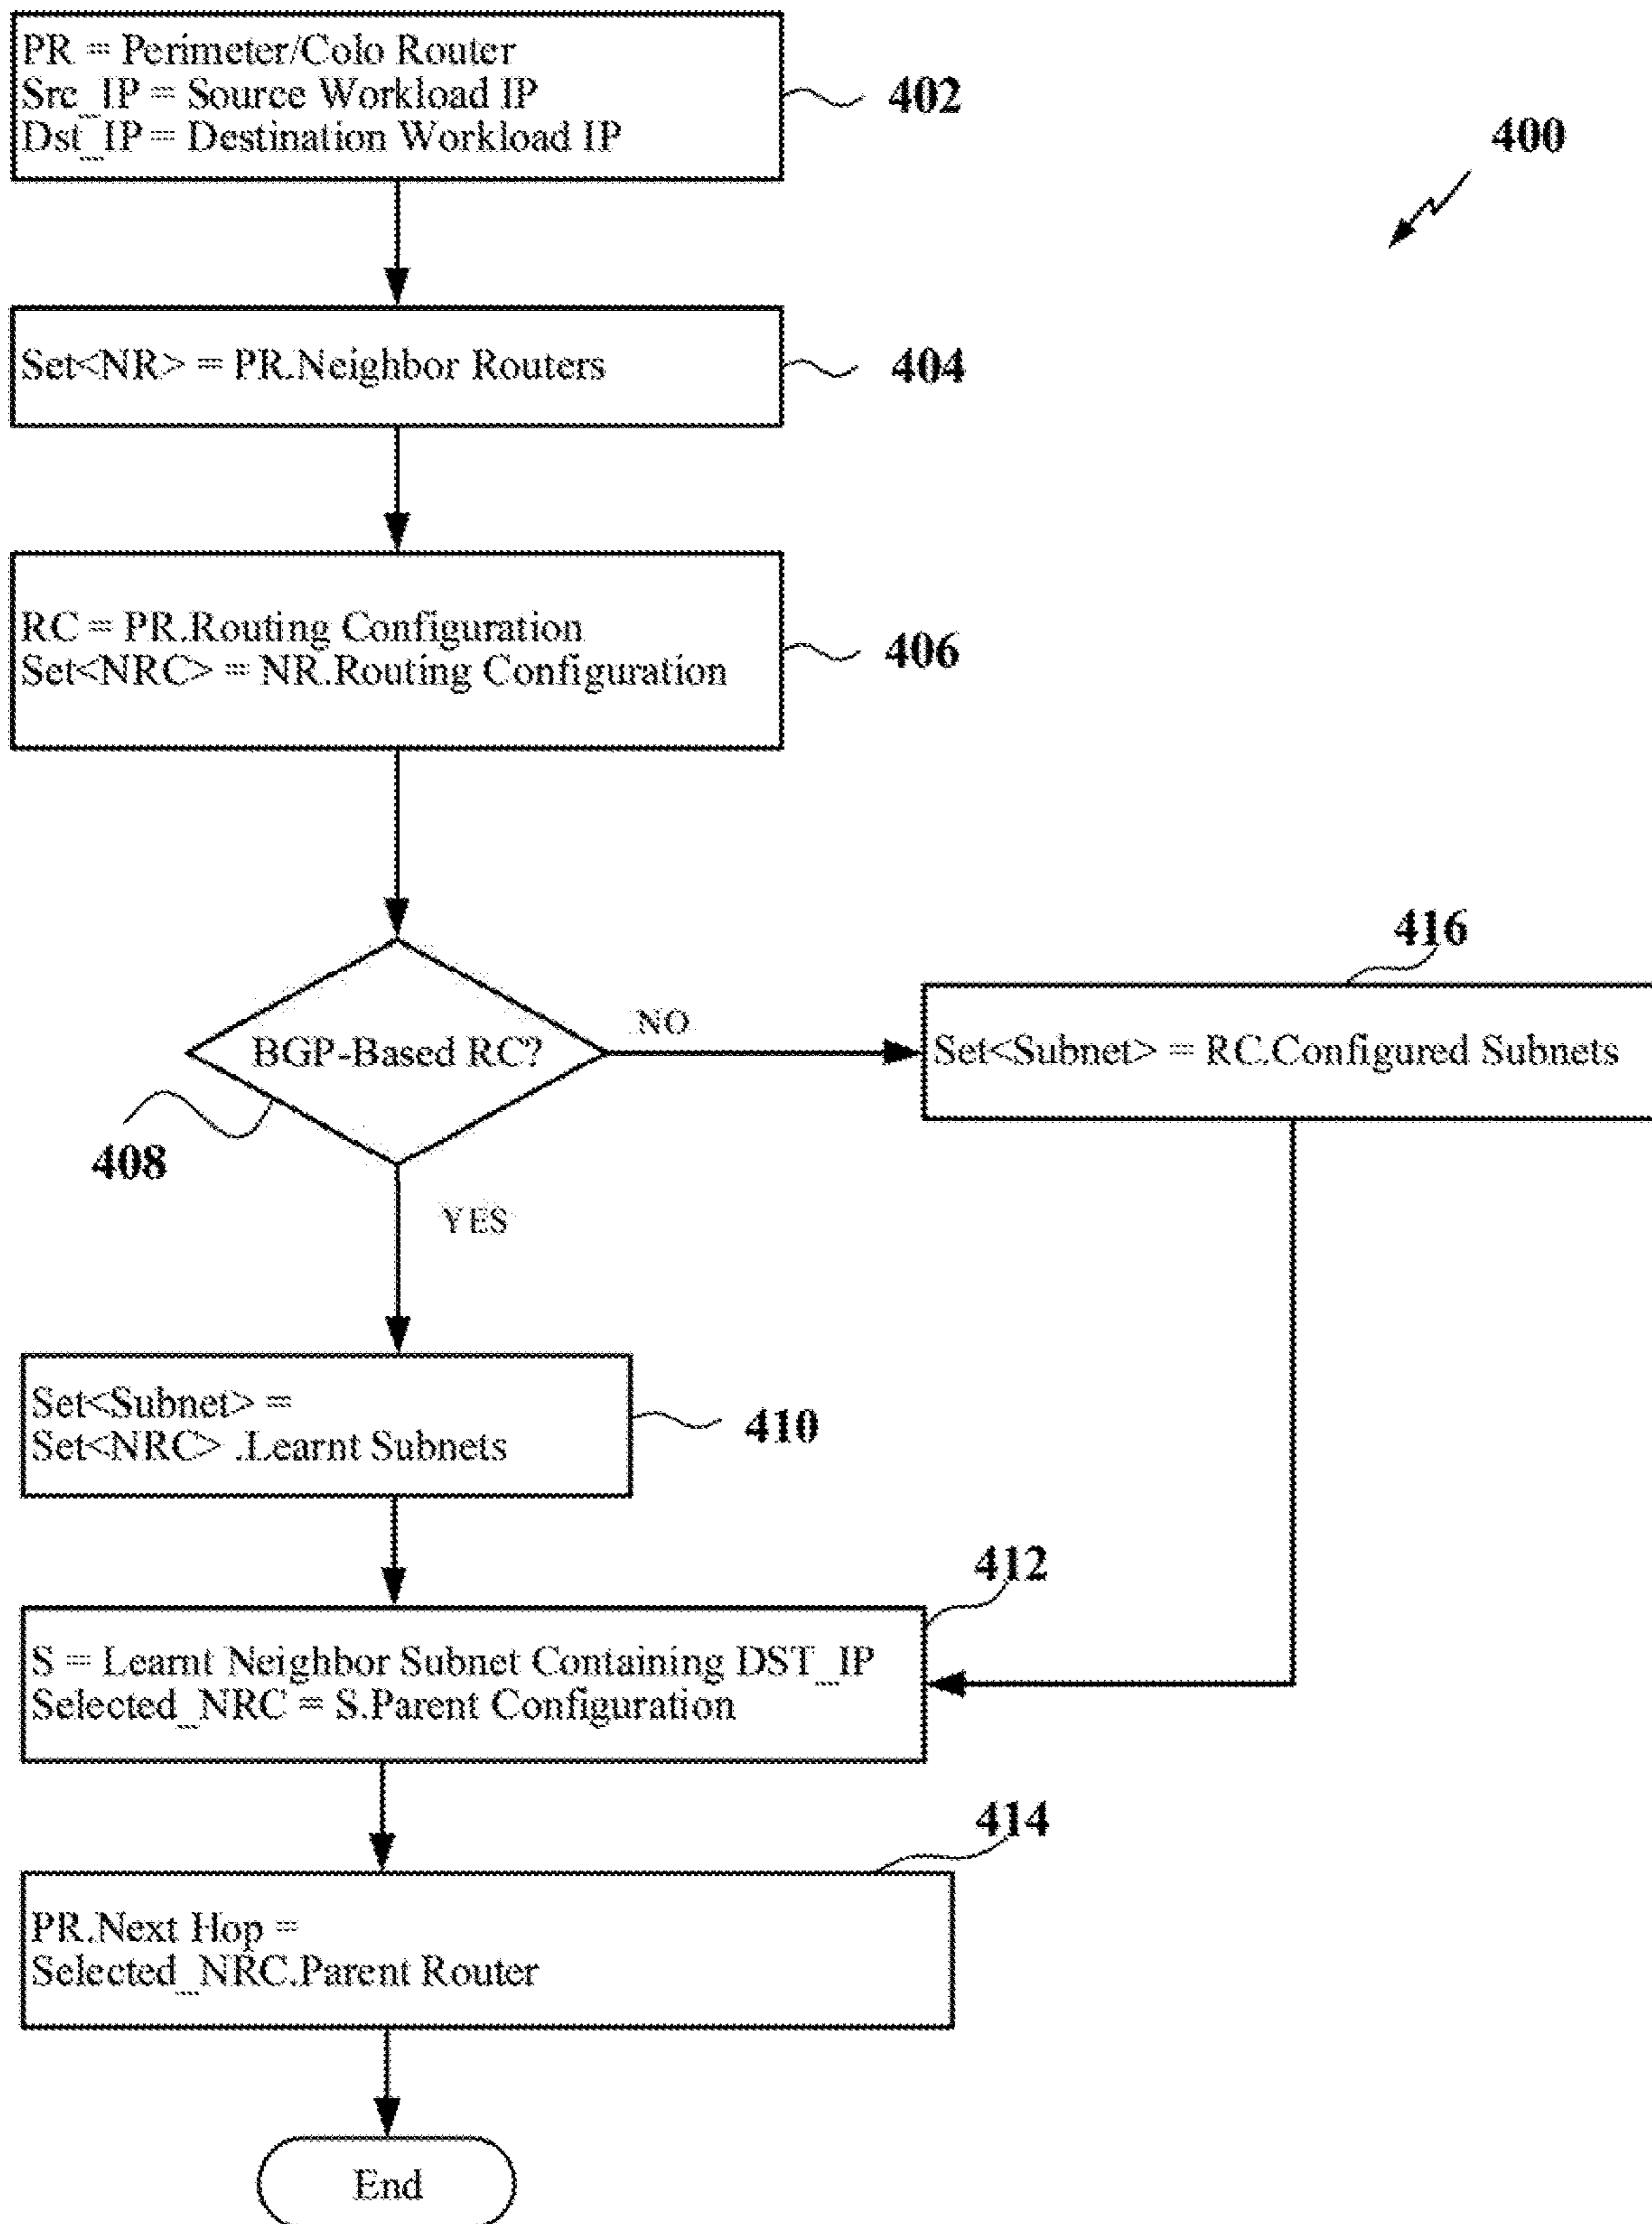 PR = Perimeter/Colo Router
Src_IP = Source Workload IP
Dst_IP = Destination Workload IP
402
400
Set<NR> = PR.Neighbor Routers
404
RC = PR.Routing Configuration
Set<NRC> = NR.Routing Configuration
406
BGP-Based RC?
408
NO
416
Set<Subnet> = RC.Configured Subnets
YES
Set<Subnet> =
Set<NRC> .Learnt Subnets
410
412
S = Learnt Neighbor Subnet Containing DST_IP
Selected_NRC = S.Parent Configuration
414
PR.Next Hop =
Selected_NRC.Parent Router
End